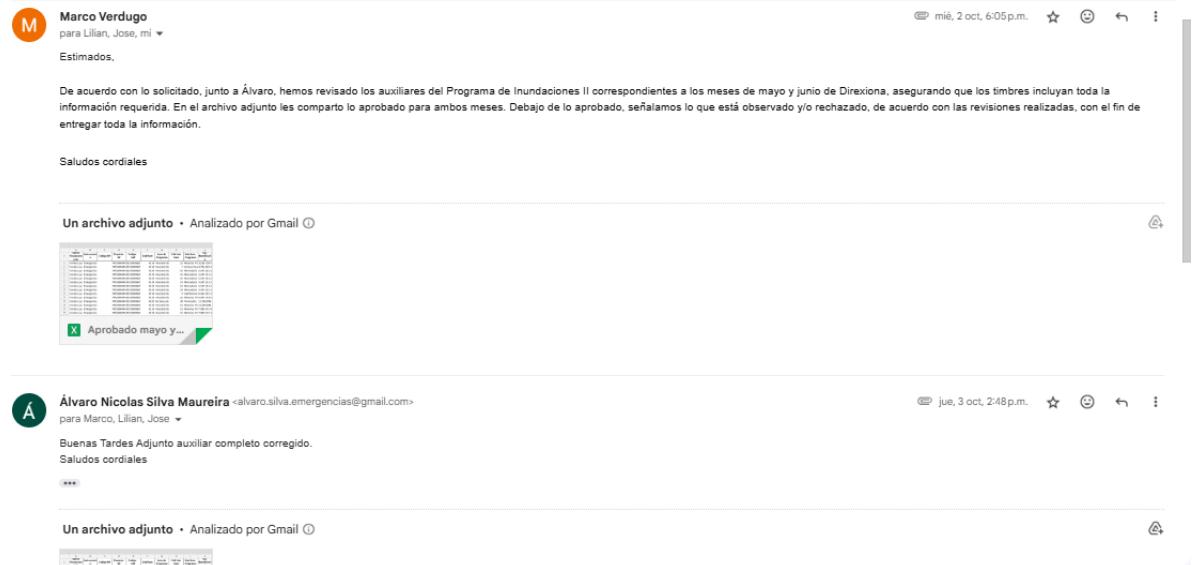 M
Marco Verdugo
mié, 2 oct, 6:05 p.m.
para Lilian, Jose, mi
Estimados,
De acuerdo con lo solicitado, junto a Álvaro, hemos revisado los auxiliares del Programa de Inundaciones II correspondientes a los meses de mayo y junio de Direxiona, asegurando que los timbres incluyan toda la
información requerida. En el archivo adjunto les comparto lo aprobado para ambos meses. Debajo de lo aprobado, señalamos lo que está observado y/o rechazado, de acuerdo con las revisiones realizadas, con el fin de
entregar toda la información.
Saludos cordiales
Un archivo adjunto • Analizado por Gmail
X Aprobado mayo y...
Á
Álvaro Nicolas Silva Maureira <alvaro.silva.emergencias@gmail.com>
jue, 3 oct, 2:48 p.m.
para Marco, Lilian, Jose
Buenas Tardes Adjunto auxiliar completo corregido.
Saludos cordiales
Un archivo adjunto • Analizado por Gmail